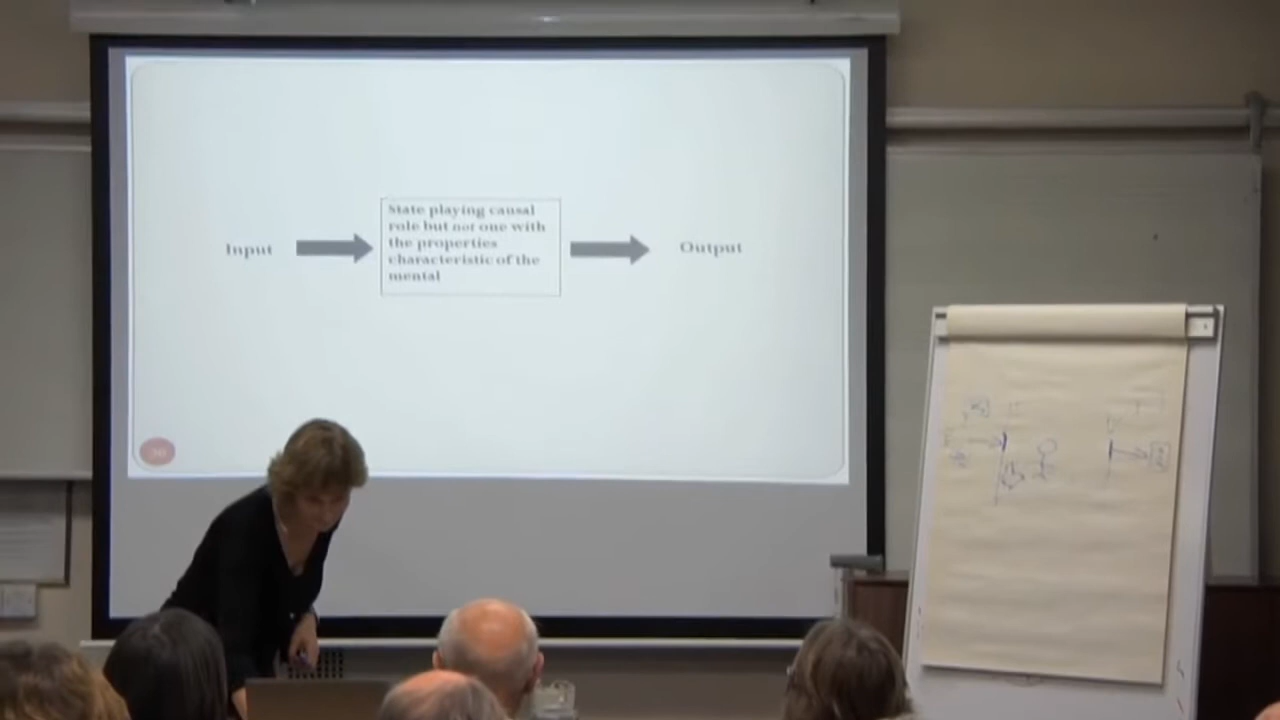 Input
State playing causal
role but not one with
the properties
characteristic of the
mental
Output